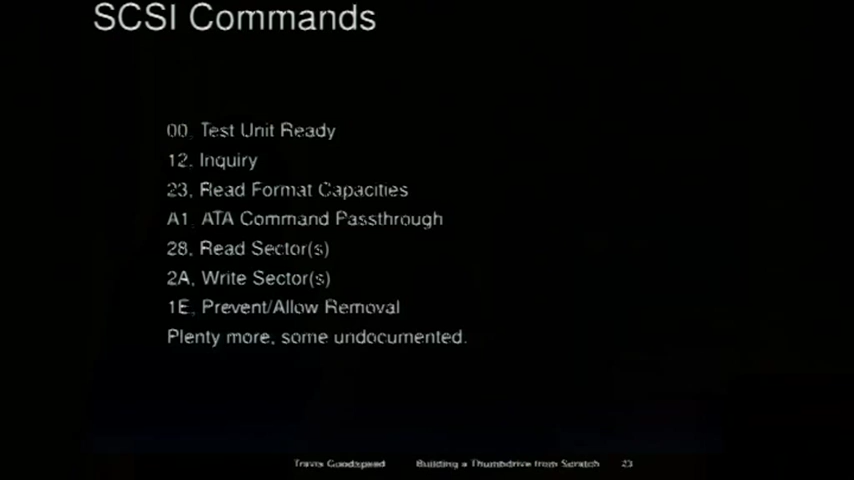 SCSI Commands
00, Test Unit Ready
12, Inquiry
23, Read Format Capacities
A1, ATA Command Passthrough
28, Read Sector(s)
2A, Write Sector(s)
1E, Prevent/Allow Removal
Plenty more, some undocumented.
Travis Goodspeed Building a Thumbdrive from Scratch 23